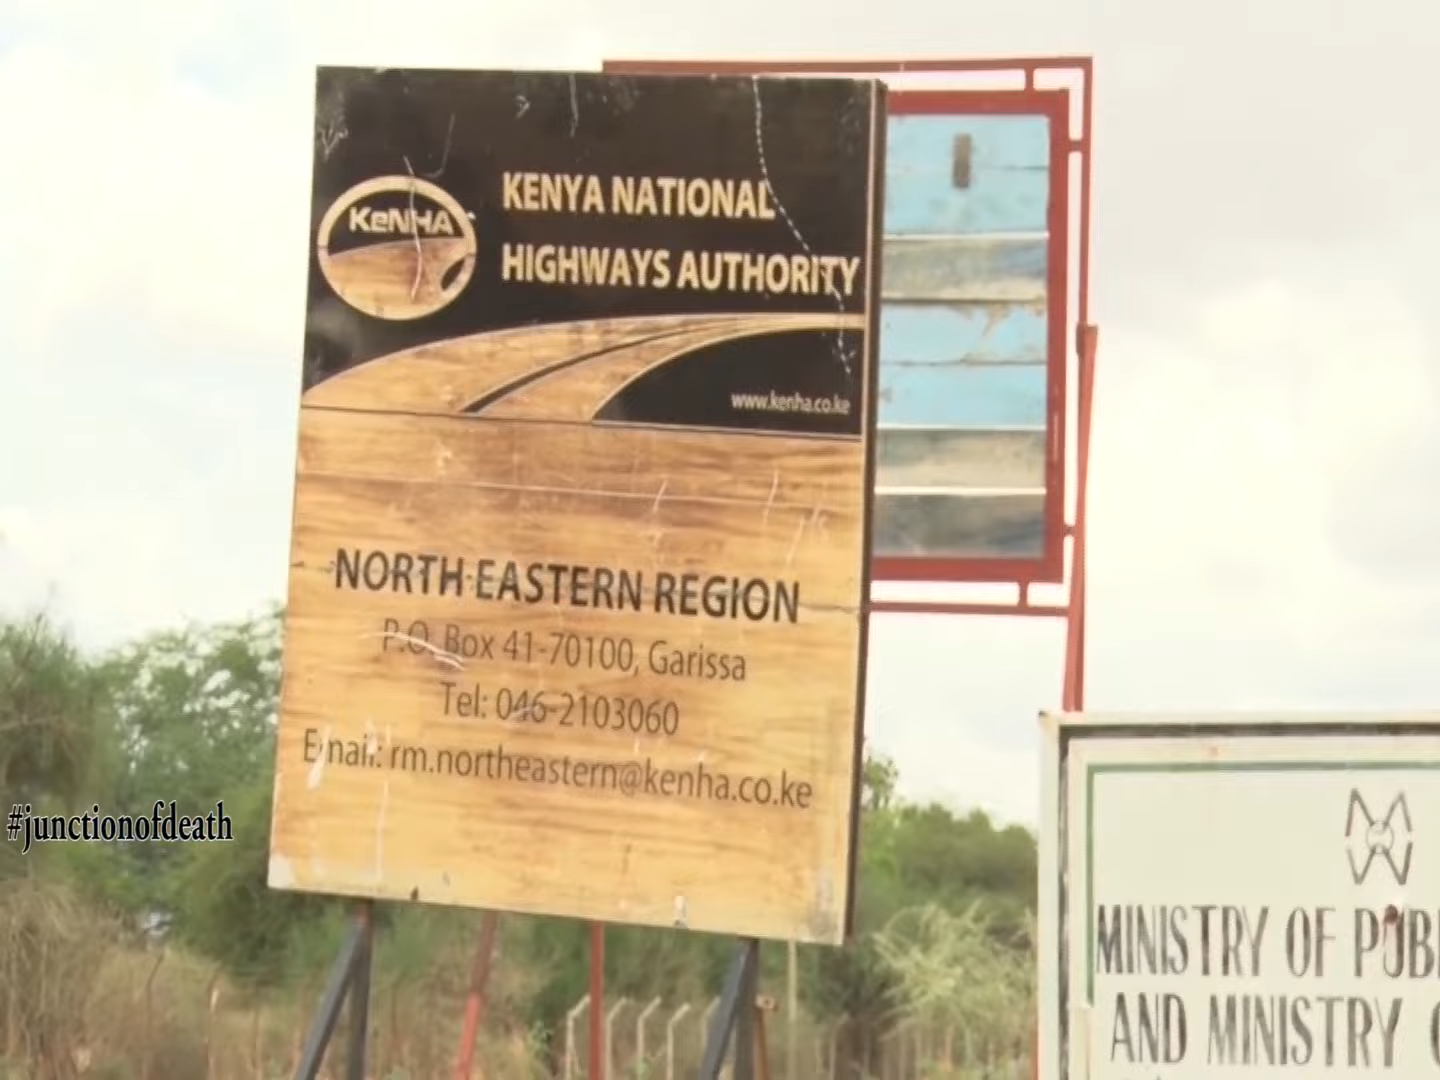 KeNHA
KENYA NATIONAL
HIGHWAYS AUTHORITY
www.kenha.co.ke
NORTH EASTERN REGION
P.O. Box 41-70100, Garissa
Tel: 046-2103060
Email: rm.northeastern@kenha.co.ke
#junctionofdeath
MINISTRY OF PUB
AND MINISTRY